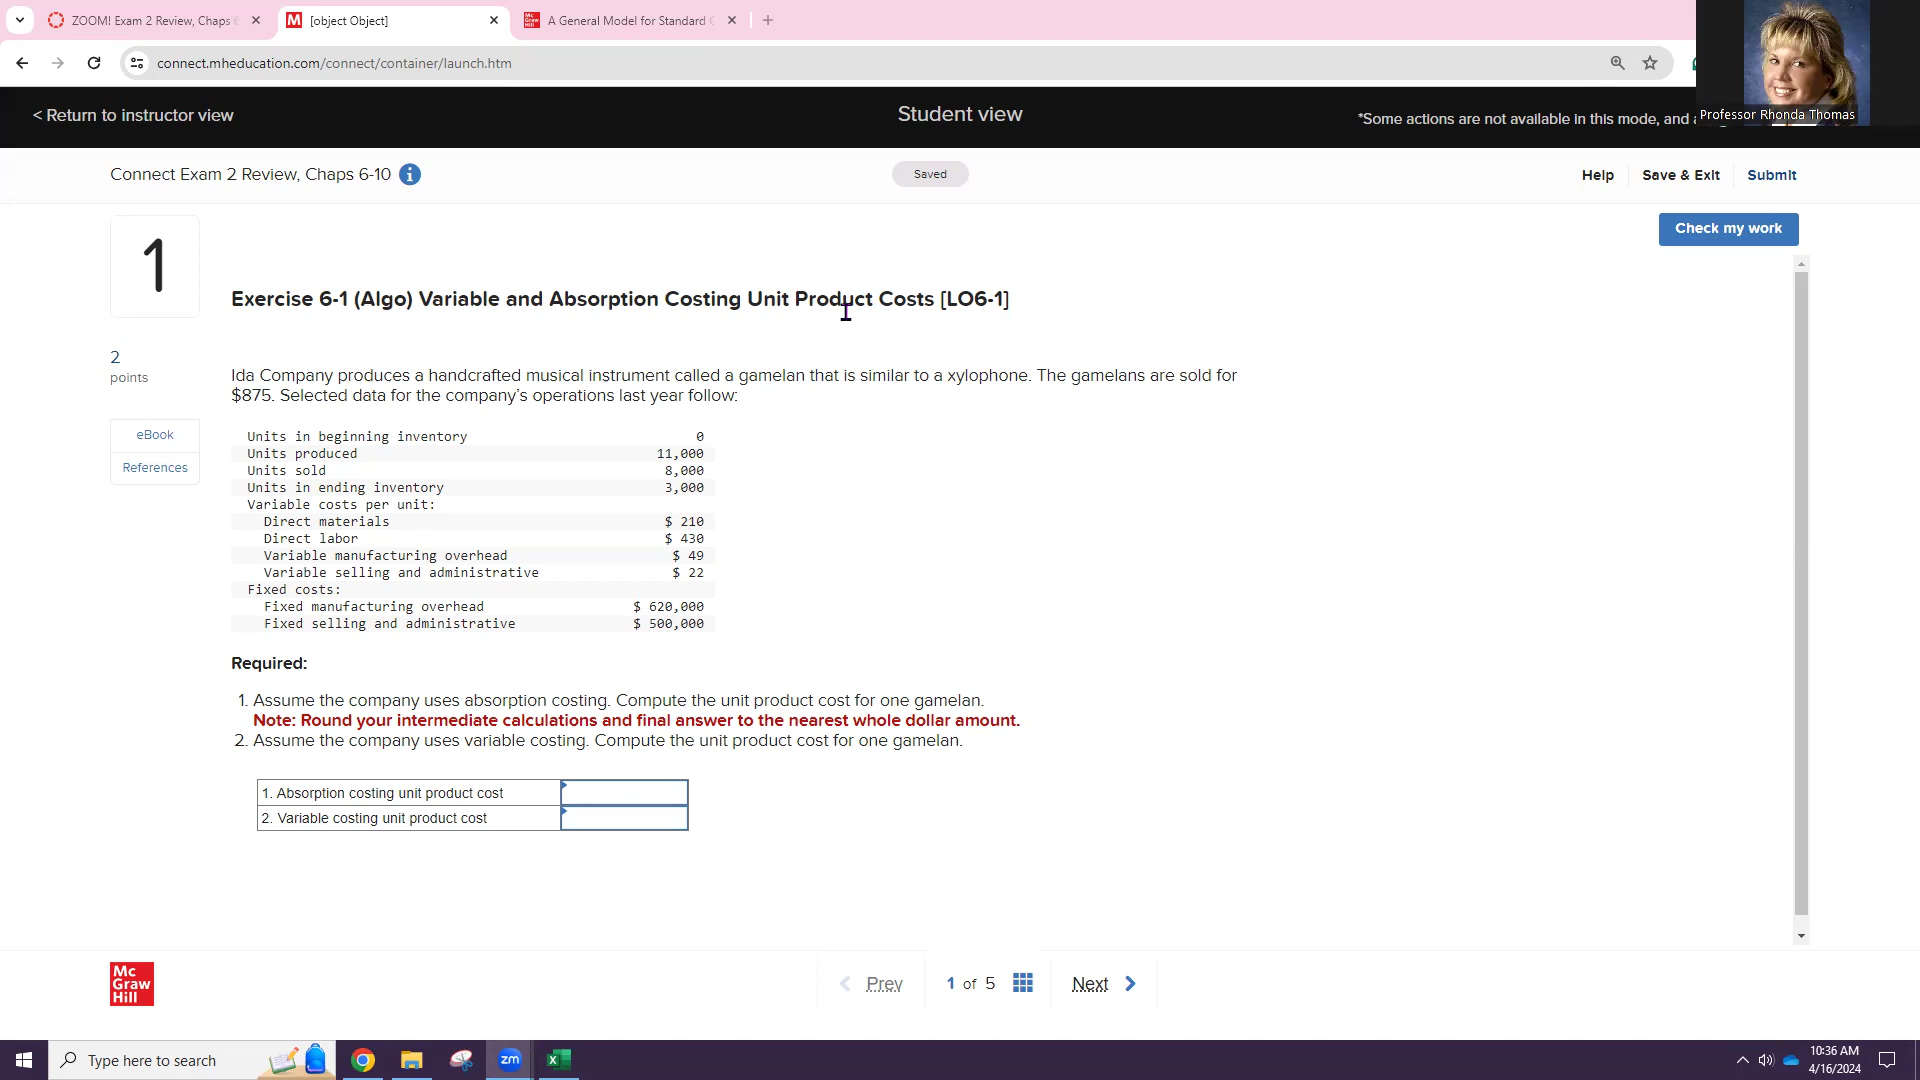 ZOOM! Exam 2 Review, Chaps 6
[object Object]
A General Model for Standard
connect.mheducation.com/connect/container/launch.htm
< Return to instructor view
Student view
*Some actions are not available in this mode, and
Professor Rhonda Thomas
Connect Exam 2 Review, Chaps 6-10
Saved
Help
Save & Exit
Submit
1
Check my work
Exercise 6-1 (Algo) Variable and Absorption Costing Unit Product Costs [LO6-1]
2
points
eBook
References
Ida Company produces a handcrafted musical instrument called a gamelan that is similar to a xylophone. The gamelans are sold for
$875. Selected data for the company's operations last year follow:
Units in beginning inventory 0
Units produced 11,000
Units sold 8,000
Units in ending inventory 3,000
Variable costs per unit:
Direct materials $ 210
Direct labor $ 430
Variable manufacturing overhead $ 49
Variable selling and administrative $ 22
Fixed costs:
Fixed manufacturing overhead $ 620,000
Fixed selling and administrative $ 500,000
Required:
1. Assume the company uses absorption costing. Compute the unit product cost for one gamelan.
Note: Round your intermediate calculations and final answer to the nearest whole dollar amount.
2. Assume the company uses variable costing. Compute the unit product cost for one gamelan.
1. Absorption costing unit product cost
2. Variable costing unit product cost
Mc
Graw
Hill
Prev
1 of 5
Next
Type here to search
zm
10:36 AM
4/16/2024